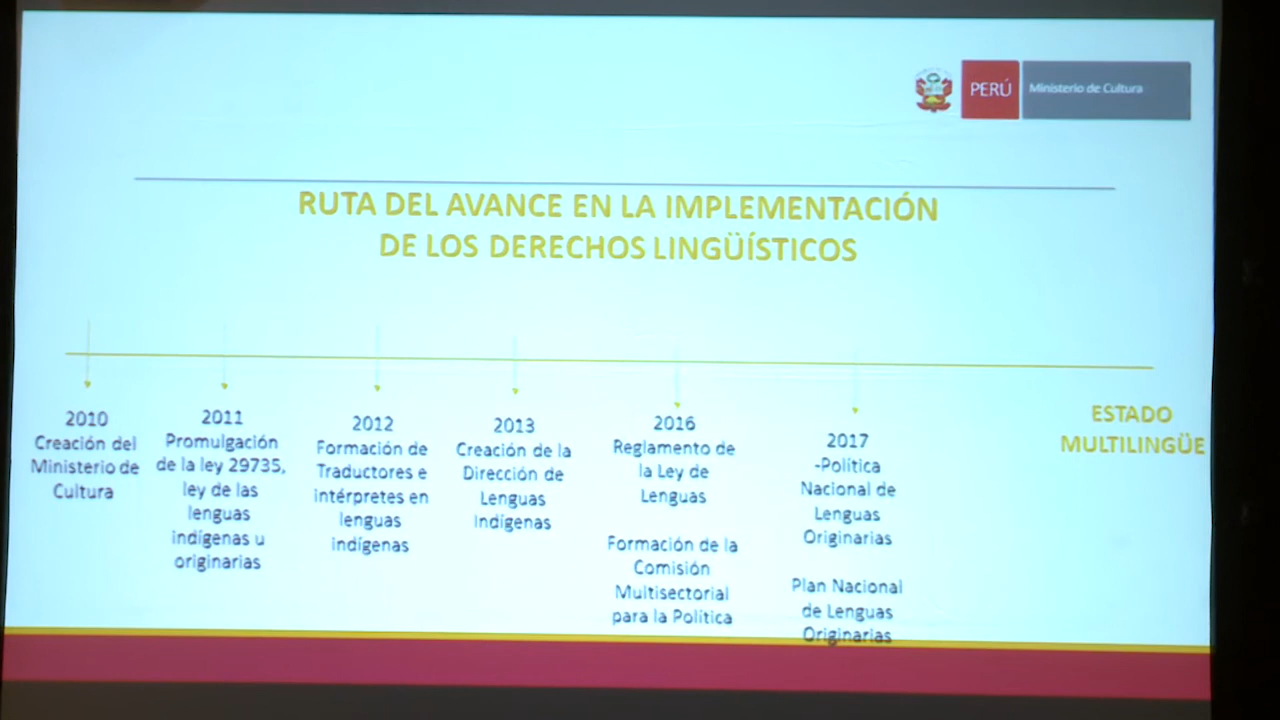 PERÚ
Ministerio de Cultura
RUTA DEL AVANCE EN LA IMPLEMENTACIÓN
DE LOS DERECHOS LINGÜÍSTICOS
2010
Creación del
Ministerio de
Cultura
2011
Promulgación
de la ley 29735,
ley de las
lenguas
indígenas u
originarias
2012
Formación de
Traductores e
intérpretes en
lenguas
indígenas
2013
Creación de la
Dirección de
Lenguas
Indígenas
2016
Reglamento de
la Ley de
Lenguas
Formación de la
Comisión
Multisectorial
para la Política
2017
-Política
Nacional de
Lenguas
Originarias
Plan Nacional
de Lenguas
Originarias
ESTADO
MULTILINGÜE